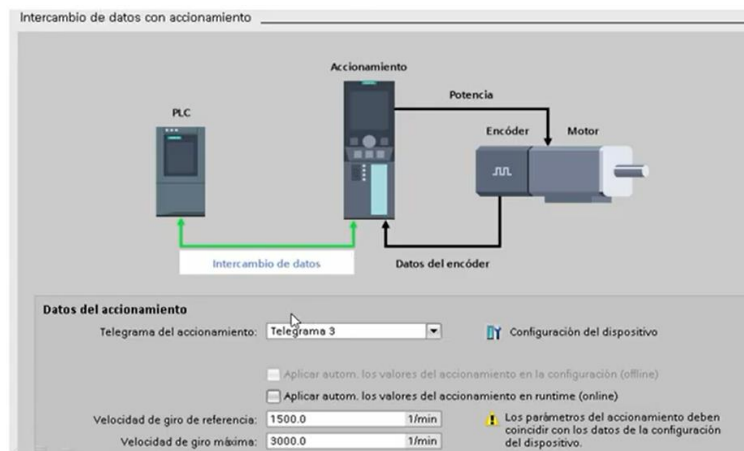 Intercambio de datos con accionamiento
Accionamiento
Potencia
PLC
Encóder Motor
Intercambio de datos
Datos del encóder
Datos del accionamiento
Telegrama del accionamiento: Telegrama 3
Configuración del dispositivo
Aplicar autom. los valores del accionamiento en la configuración (offline)
Aplicar autom. los valores del accionamiento en runtime (online)
Velocidad de giro de referencia: 1500.0 1/min
Velocidad de giro máxima: 3000.0 1/min
Los parámetros del accionamiento deben
coincidir con los datos de la configuración
del dispositivo.